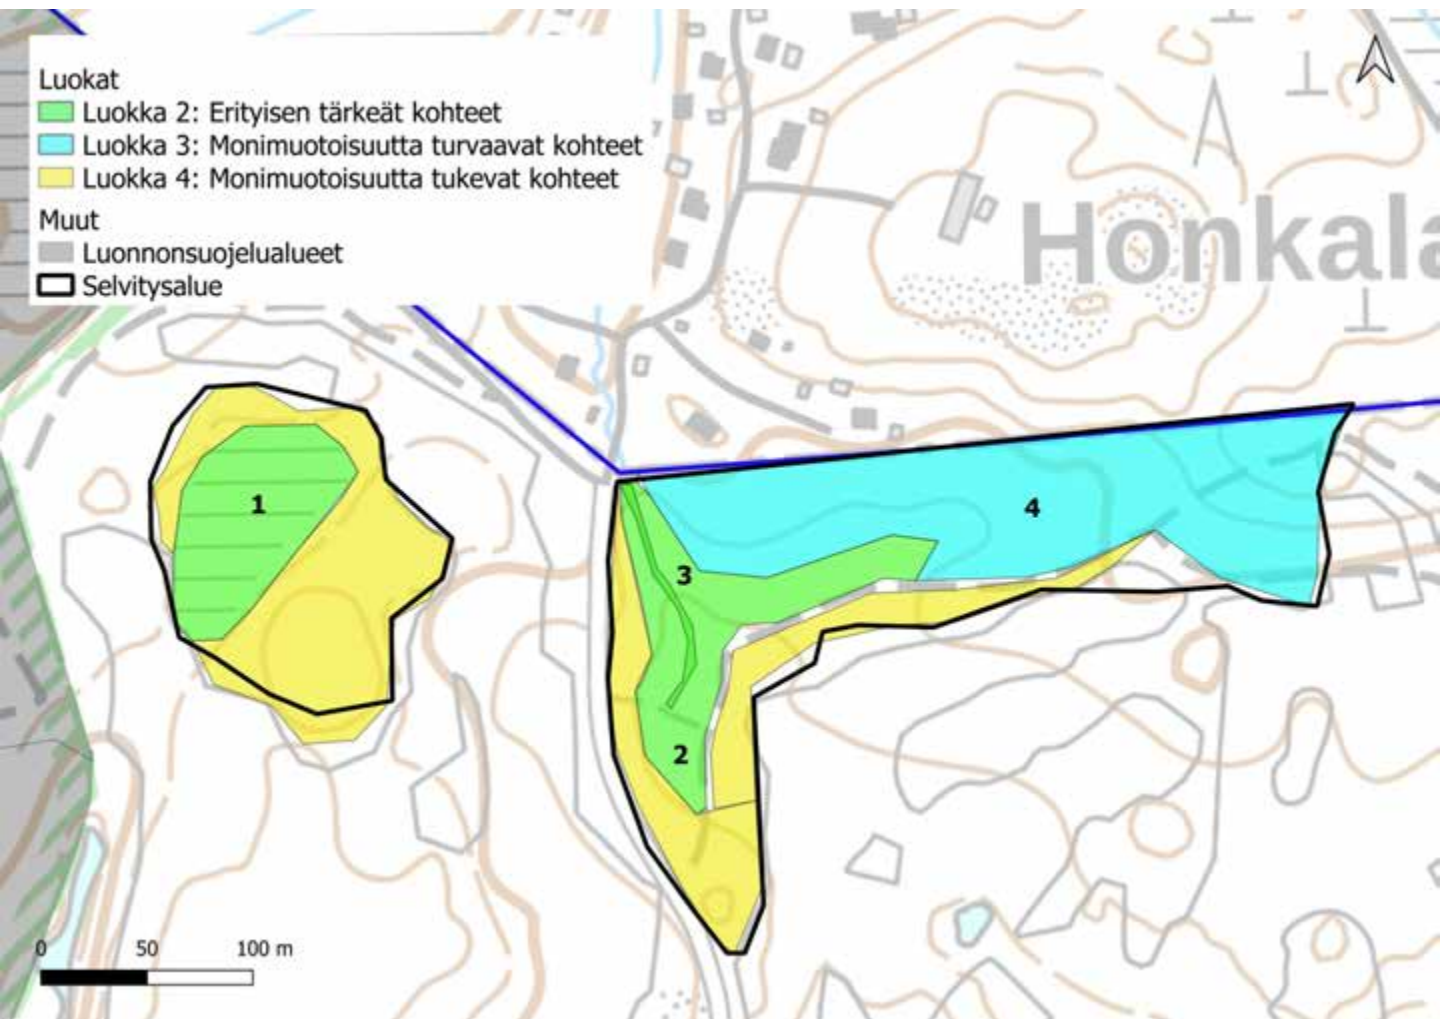 Luokat
Luokka 2: Erityisen tärkeät kohteet
Luokka 3: Monimuotoisuutta turvaavat kohteet
Luokka 4: Monimuotoisuutta tukevat kohteet
Muut
Luonnonsuojelualueet
Selvitysalue
Honkala
1
4
3
2
0 50 100 m